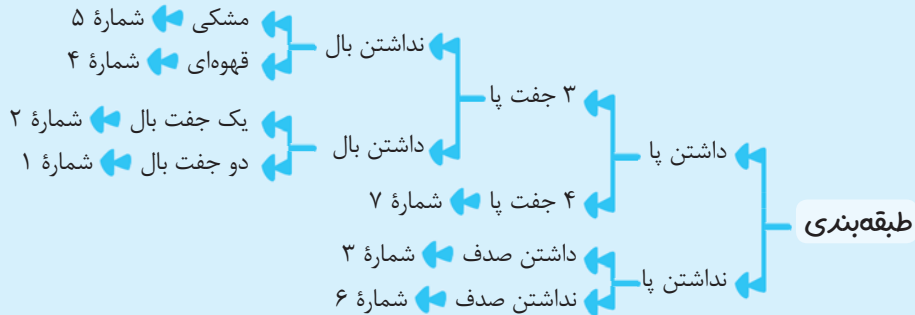 مشکی شمارهٔ ۵
نداشتن بال
قهوه‌ای شمارهٔ ۴
۳ جفت پا
یک جفت بال شمارهٔ ۲
داشتن پا
داشتن بال
دو جفت بال شمارهٔ ۱
۴ جفت پا شمارهٔ ۷
طبقه‌بندی
داشتن صدف شمارهٔ ۳
نداشتن پا
نداشتن صدف شمارهٔ ۶